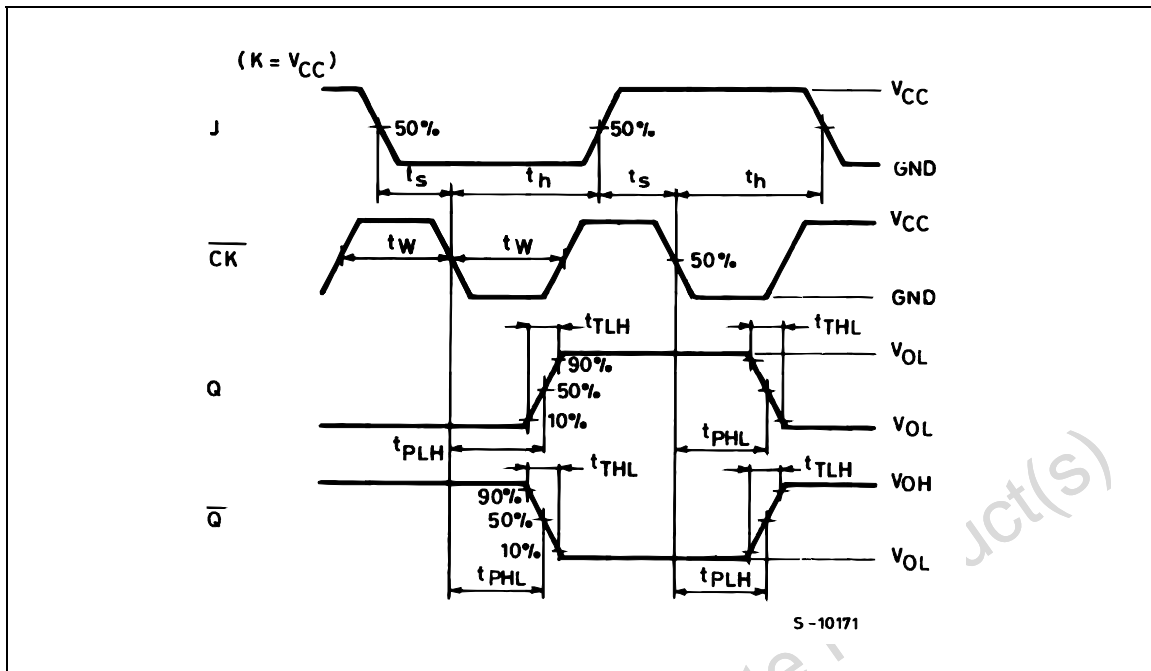 (K = VCC)
J
50%
50%
VCC
GND
ts
th
ts
th
CK
tW
tW
50%
VCC
GND
tTLH
tTHL
Q
90%
50%
10%
VOL
VOL
tPLH
tPHL
tTHL
tTLH
Q
90%
50%
10%
VOH
VOL
tPHL
tPLH
S-10171
uct(s)